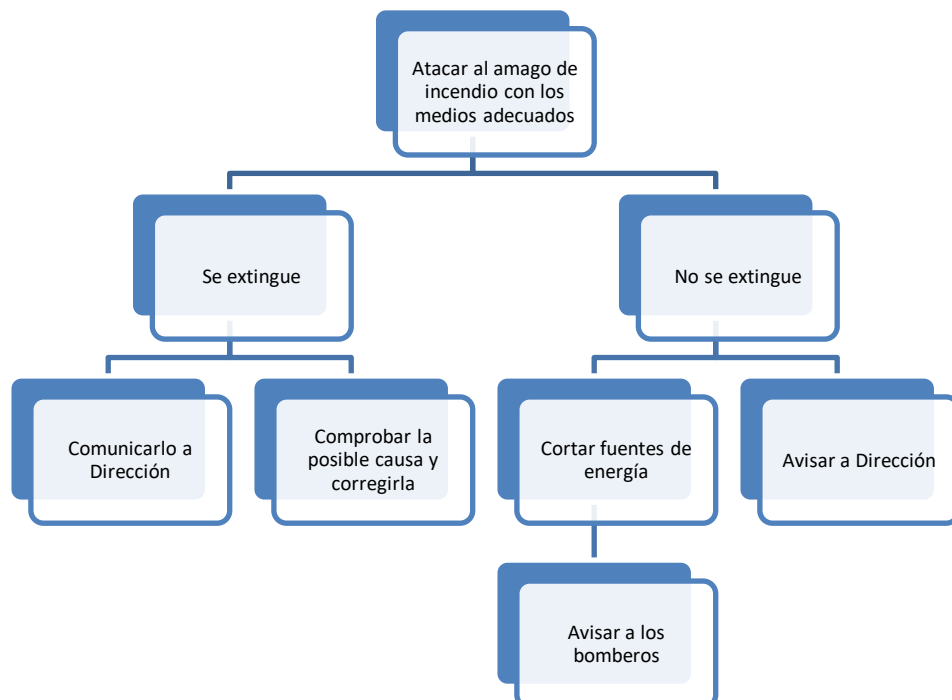 Atacar al amago de
incendio con los
medios adecuados
Se extingue
No se extingue
Comunicarlo a
Dirección
Comprobar la
posible causa y
corregirla
Cortar fuentes de
energía
Avisar a Dirección
Avisar a los
bomberos